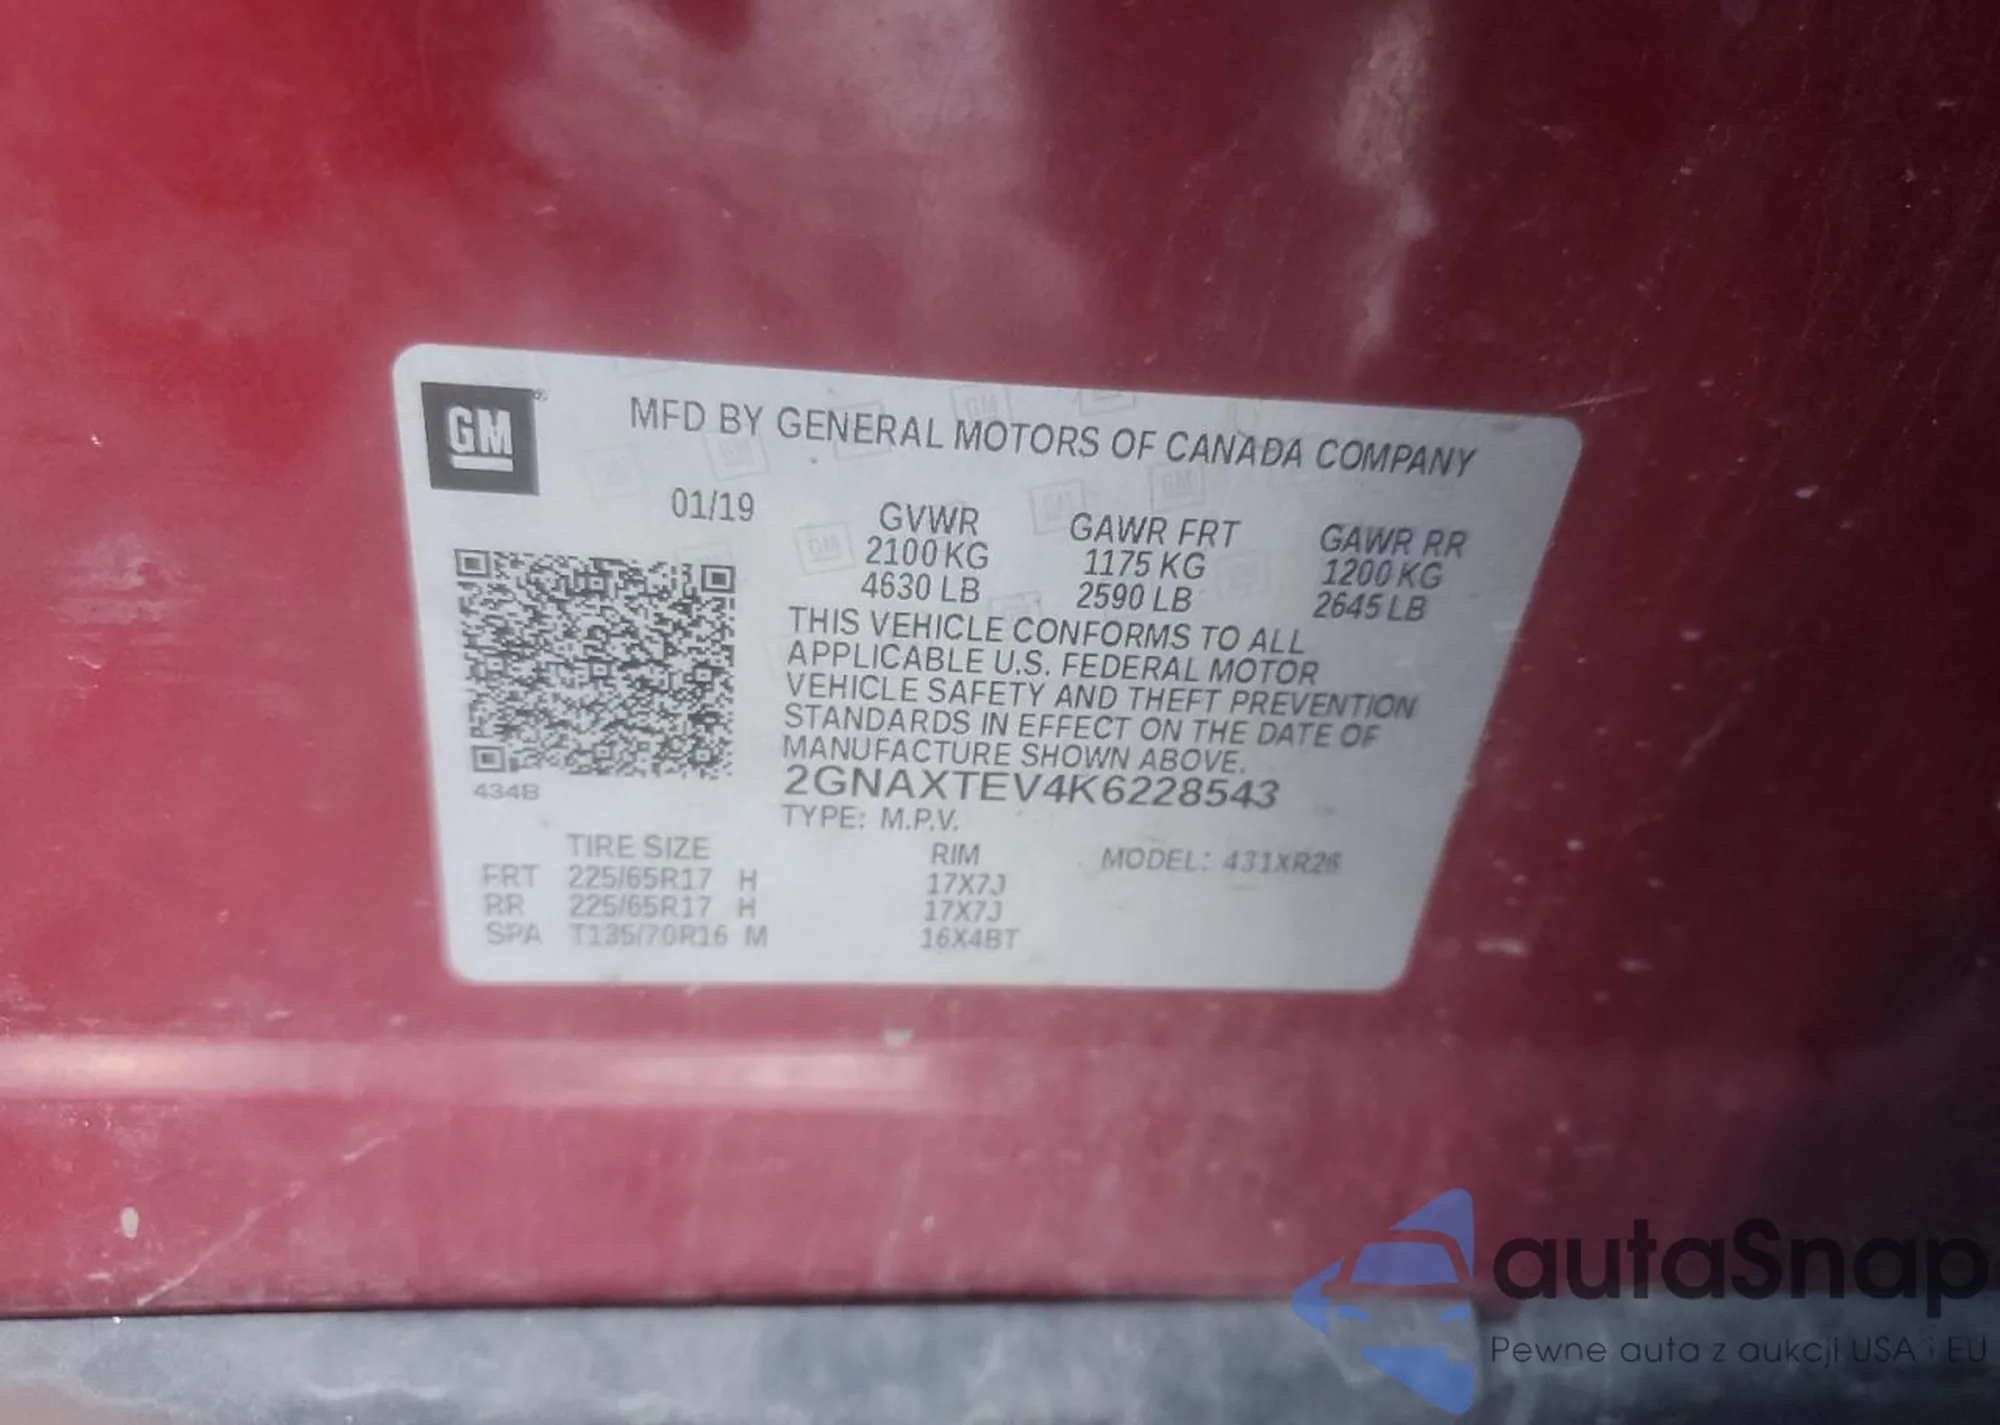 GM
MFD BY GENERAL MOTORS OF CANADA COMPANY
01/19
GVWR GAWR FRT GAWR RR
2100 KG 1175 KG 1200 KG
4630 LB 2590 LB 2645 LB
THIS VEHICLE CONFORMS TO ALL
APPLICABLE U.S. FEDERAL MOTOR
VEHICLE SAFETY AND THEFT PREVENTION
STANDARDS IN EFFECT ON THE DATE OF
MANUFACTURE SHOWN ABOVE.
2GNAXTEV4K6228543
434B
TYPE: M.P.V.
TIRE SIZE RIM MODEL: 431XR26
FRT 225/65R17 H 17X7J
RR 225/65R17 H 17X7J
SPA T135/70R16 M 16X4BT
autaSnap
Pewne auta z aukcji USA i EU